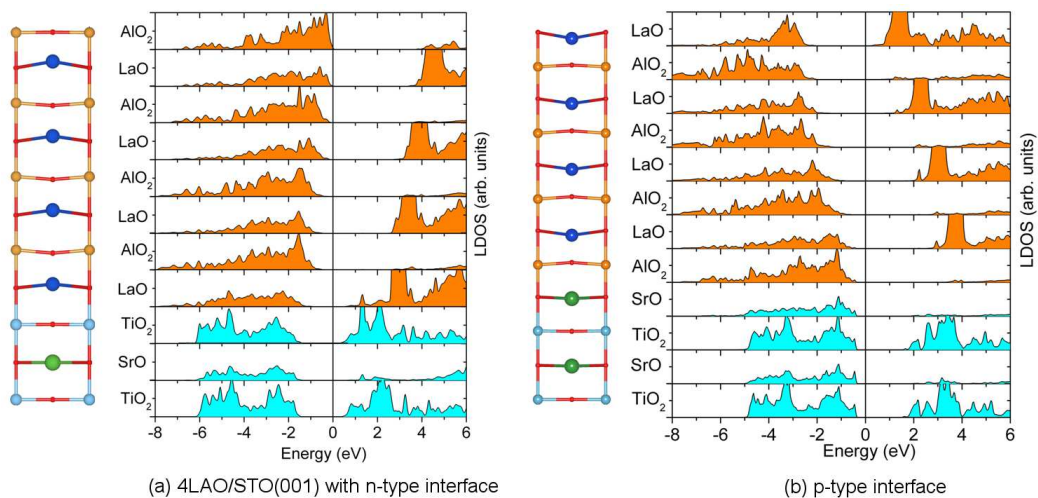 AlO2
LaO
AlO2
LaO
AlO2
LaO
AlO2
LaO
TiO2
SrO
TiO2
LDOS (arb. units)
-8 -6 -4 -2 0 2 4 6
Energy (eV)
(a) 4LAO/STO(001) with n-type interface
LaO
AlO2
LaO
AlO2
LaO
AlO2
LaO
AlO2
SrO
TiO2
SrO
TiO2
LDOS (arb. units)
-8 -6 -4 -2 0 2 4 6
Energy (eV)
(b) p-type interface